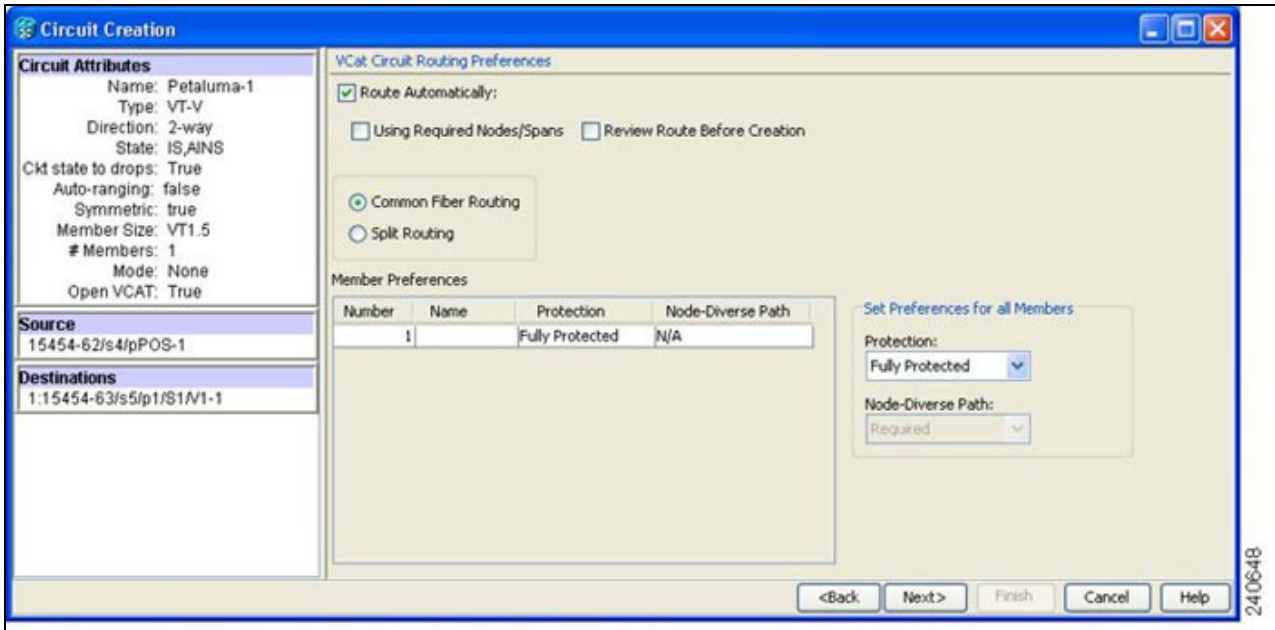 Circuit Creation
Circuit Attributes
Name: Petaluma-1
Type: VT-V
Direction: 2-way
State: IS,AINS
Ckt state to drops: True
Auto-ranging: false
Symmetric: true
Member Size: VT1.5
# Members: 1
Mode: None
Open VCAT: True
Source
15454-62/s4/pPOS-1
Destinations
1:15454-63/s5/p1/S1/V1-1
VCat Circuit Routing Preferences
Route Automatically:
Using Required Nodes/Spans Review Route Before Creation
Common Fiber Routing
Split Routing
Member Preferences
Number Name Protection Node-Diverse Path
1 Fully Protected N/A
Set Preferences for all Members
Protection:
Fully Protected
Node-Diverse Path:
Required
<Back Next> Finish Cancel Help
240648